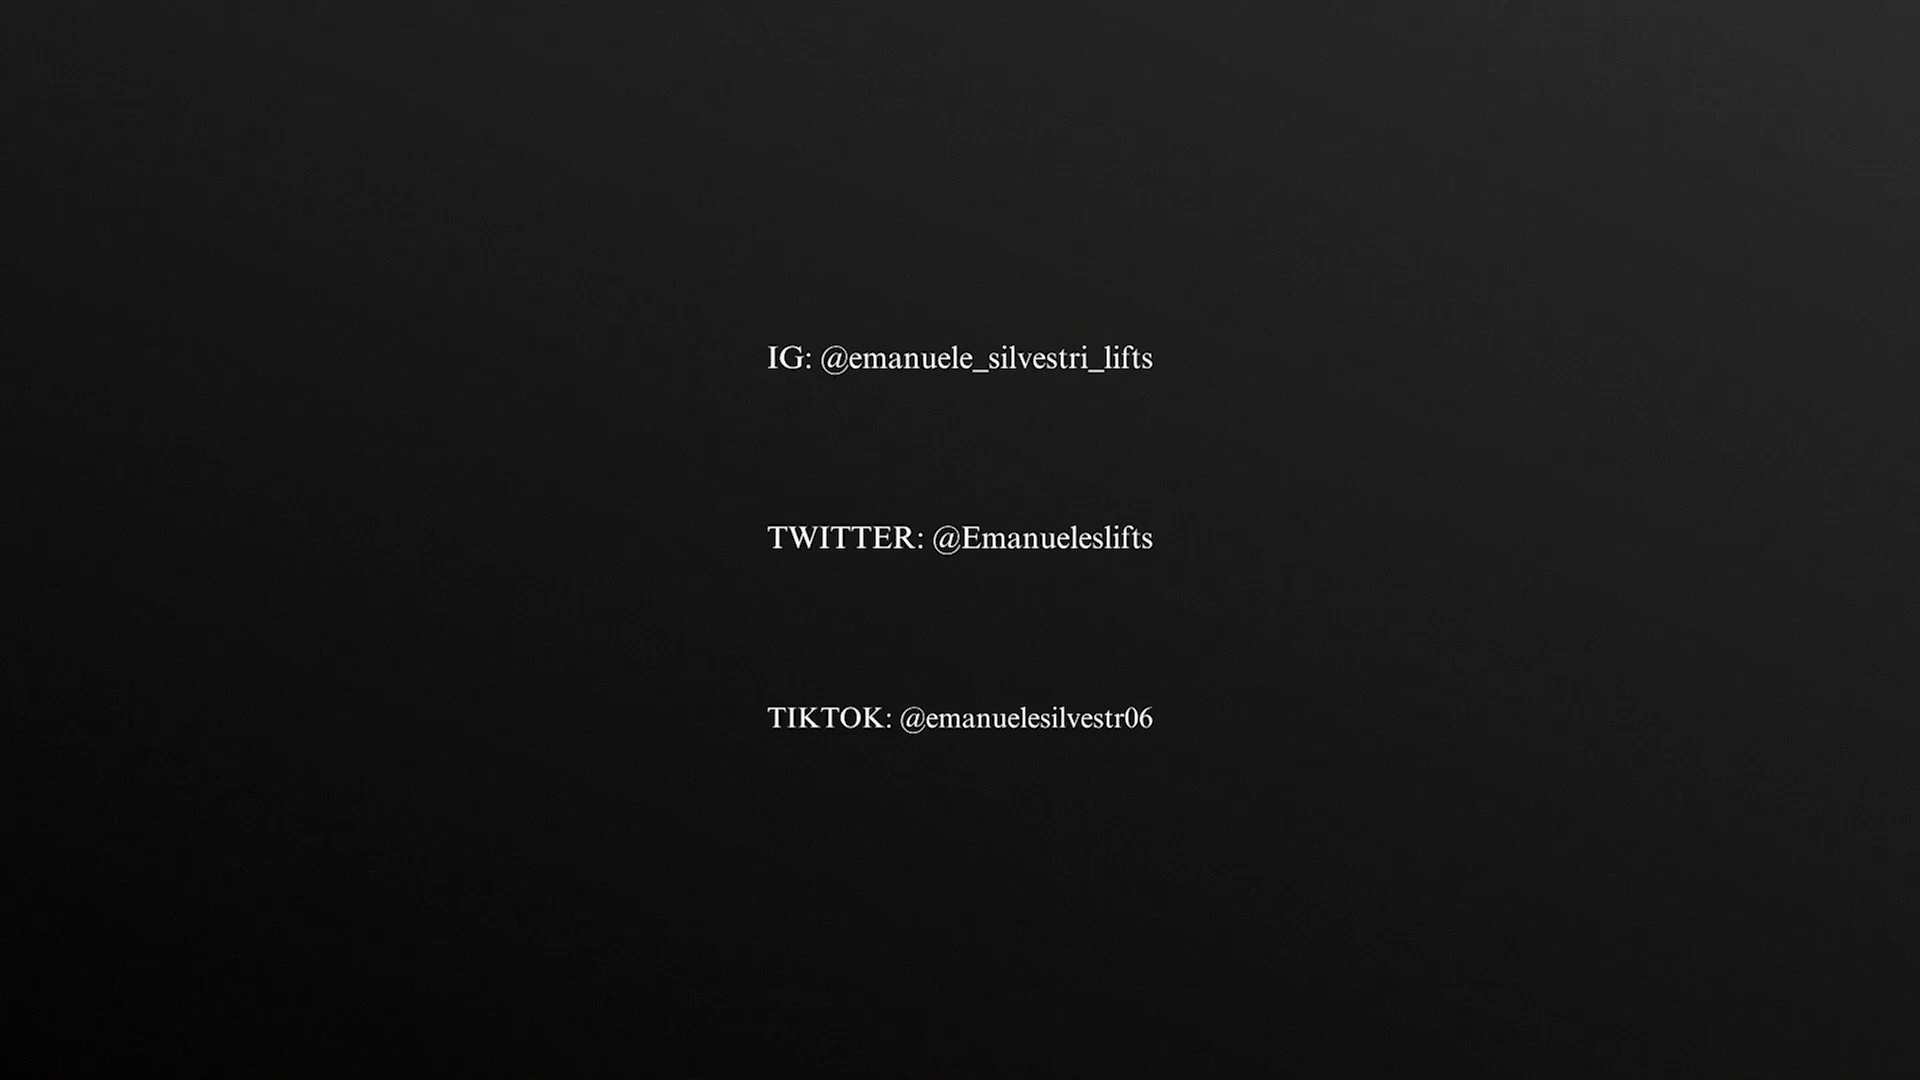 IG: @emanuele_silvestri_lifts
TWITTER: @Emanueleslifts
TIKTOK: @emanuelesilvestr06